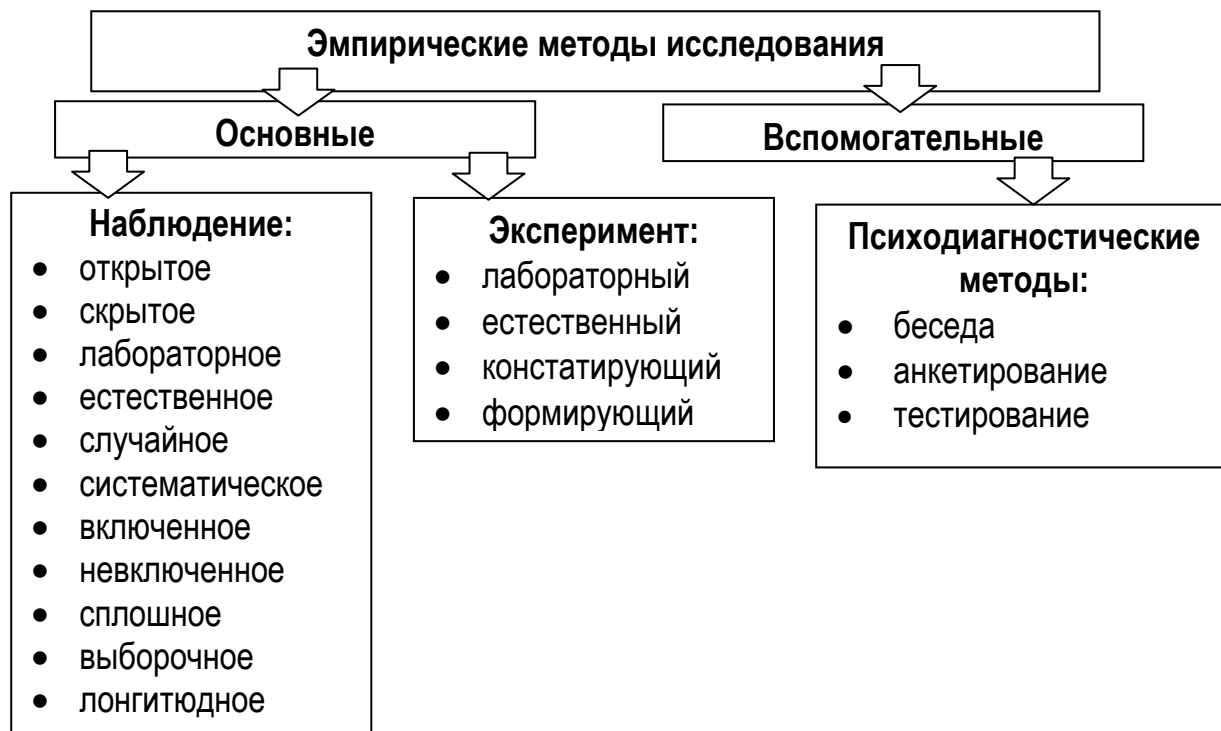 Эмпирические методы исследования
Основные
Вспомогательные
Наблюдение:
• открытое
• скрытое
• лабораторное
• естественное
• случайное
• систематическое
• включенное
• невключенное
• сплошное
• выборочное
• лонгитюдное
Эксперимент:
• лабораторный
• естественный
• констатирующий
• формирующий
Психодиагностические
методы:
• беседа
• анкетирование
• тестирование